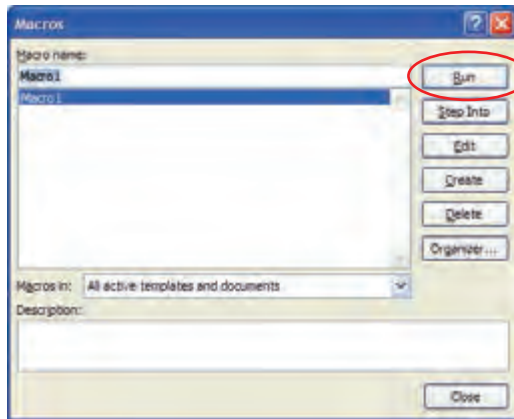 Macros
Macro name:
Macro1
Macro1
Run
Step Into
Edit
Create
Delete
Organizer...
Macros in: All active templates and documents
Description:
Close